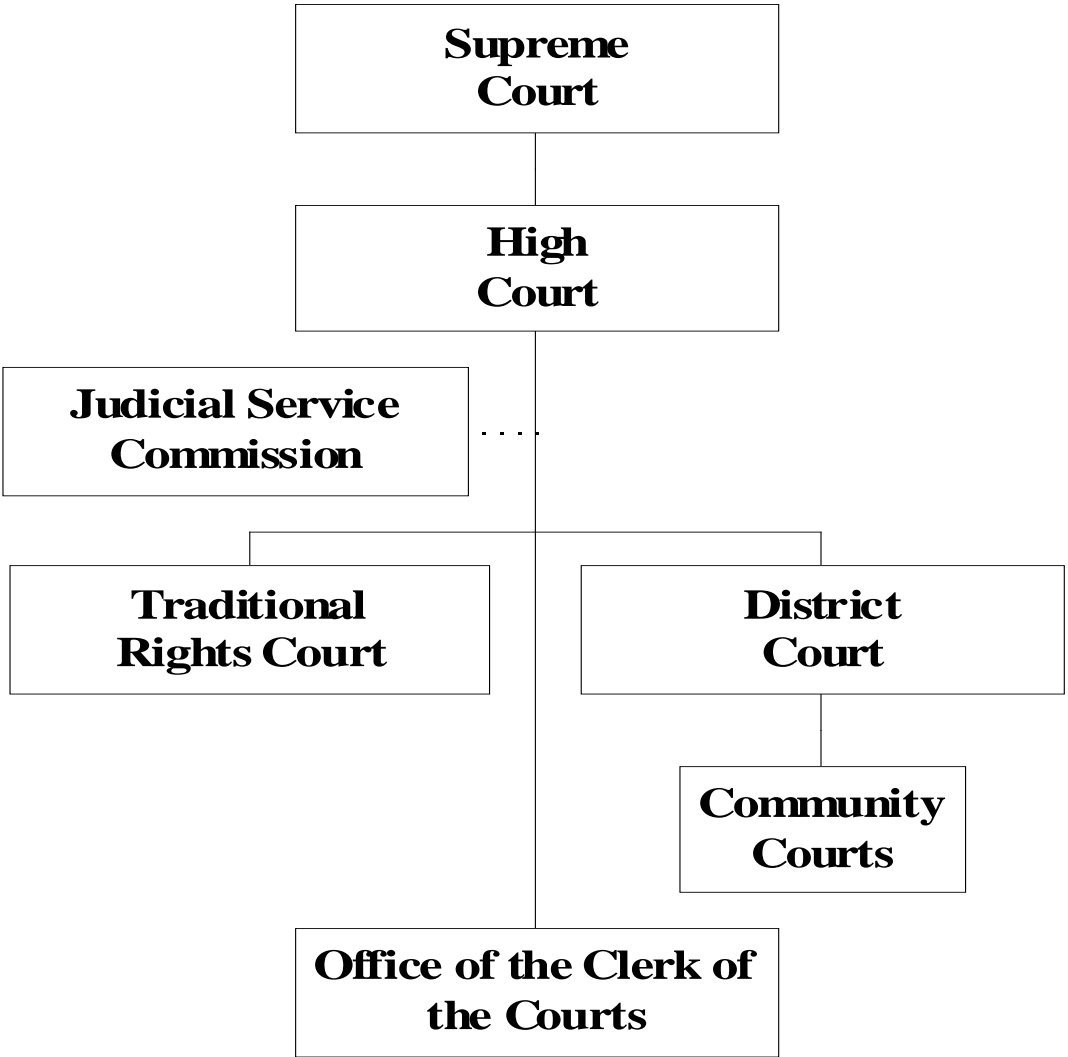 Supreme
Court
High
Court
Judicial Service
Commission
Traditional
Rights Court
District
Court
Community
Courts
Office of the Clerk of
the Courts